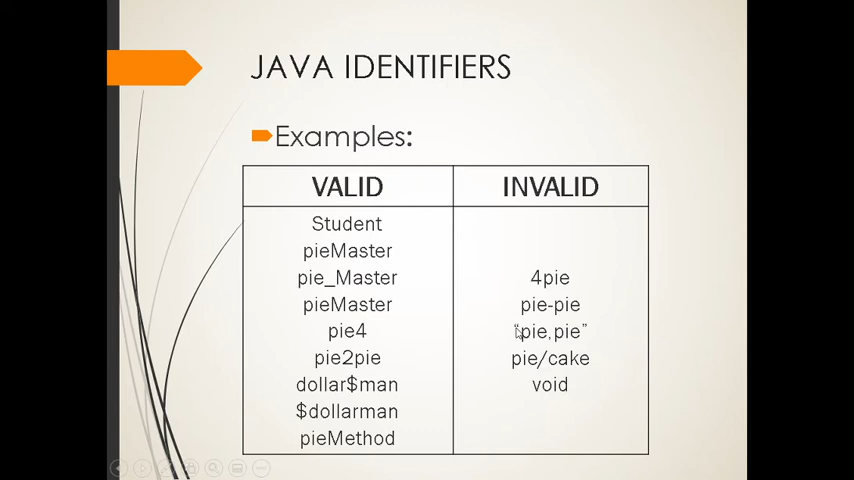 JAVA IDENTIFIERS
Examples:
VALID
INVALID
Student
pieMaster
pie_Master
4pie
pieMaster
pie-pie
pie4
“pie,pie”
pie2pie
pie/cake
dollar$man
void
$dollarman
pieMethod